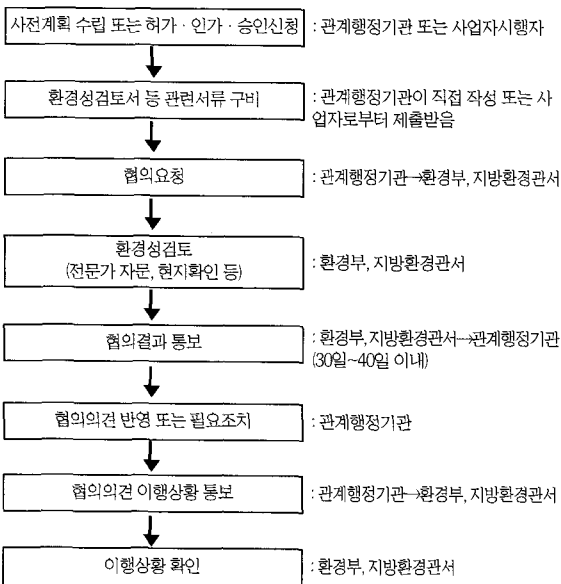 사전계획 수립 또는 허가 · 인가 · 승인신청 : 관계행정기관 또는 사업자시행자
환경성검토서 등 관련서류 구비 : 관계행정기관이 직접 작성 또는 사
업자로부터 제출받음
협의요청 : 관계행정기관→환경부, 지방환경관서
환경성검토
(전문가 자문, 현지확인 등) : 환경부, 지방환경관서
협의결과 통보 : 환경부, 지방환경관서→관계행정기관
(30일~40일 이내)
협의의견 반영 또는 필요조치 : 관계행정기관
협의의견 이행상황 통보 : 관계행정기관→환경부, 지방환경관서
이행상황 확인 : 환경부, 지방환경관서